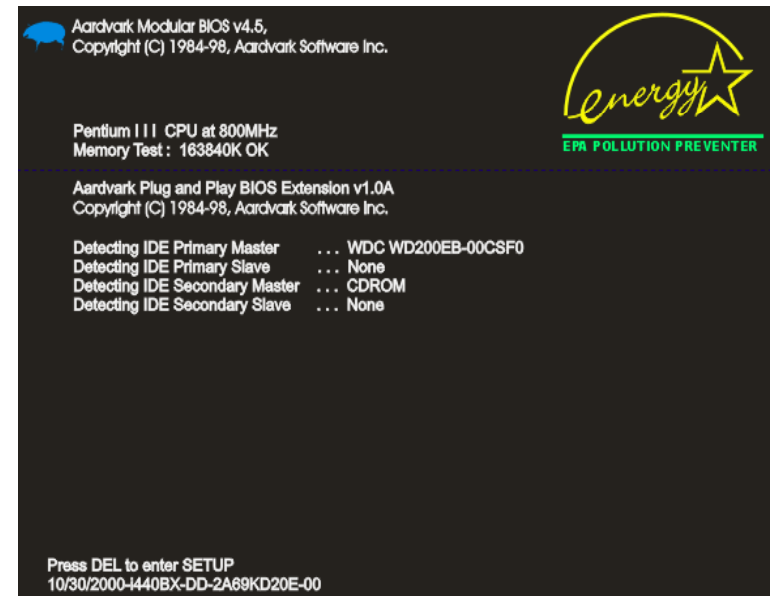 Aardvark Modular BIOS v4.5,
Copyright (C) 1984-98, Aardvark Software Inc.
energy
EPA POLLUTION PREVENTER
Pentium III CPU at 800MHz
Memory Test : 163840K OK
Aardvark Plug and Play BIOS Extension v1.0A
Copyright (C) 1984-98, Aardvark Software Inc.
Detecting IDE Primary Master ... WDC WD200EB-00CSF0
Detecting IDE Primary Slave ... None
Detecting IDE Secondary Master ... CDROM
Detecting IDE Secondary Slave ... None
Press DEL to enter SETUP
10/30/2000-i440BX-DD-2A69KD20E-00